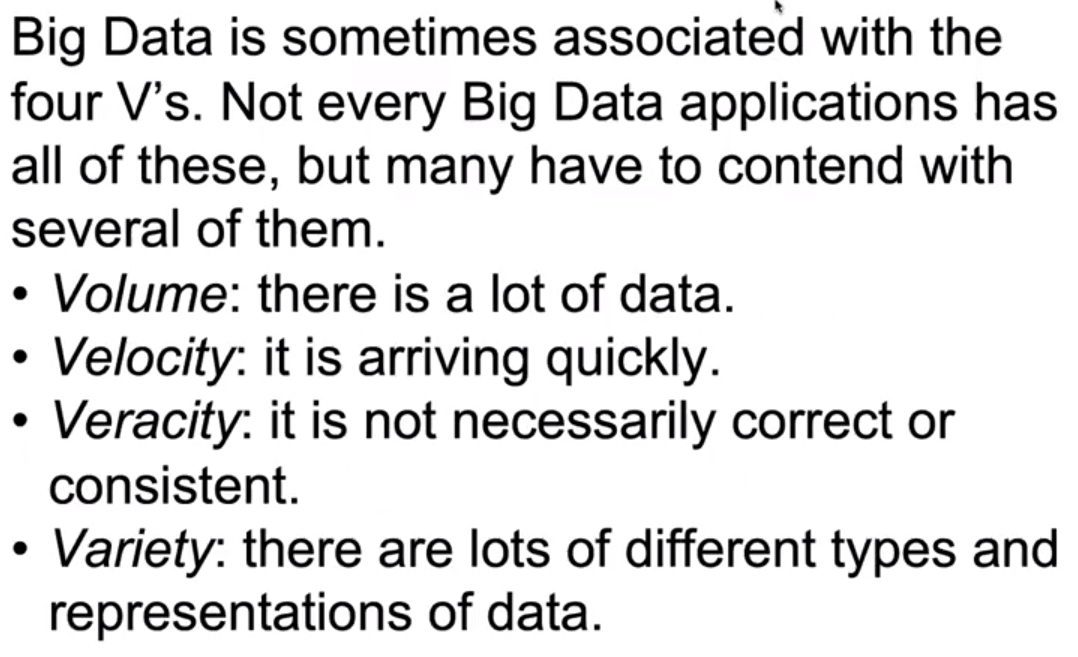 Big Data is sometimes associated with the
four V’s. Not every Big Data applications has
all of these, but many have to contend with
several of them.
• Volume: there is a lot of data.
• Velocity: it is arriving quickly.
• Veracity: it is not necessarily correct or
consistent.
• Variety: there are lots of different types and
representations of data.